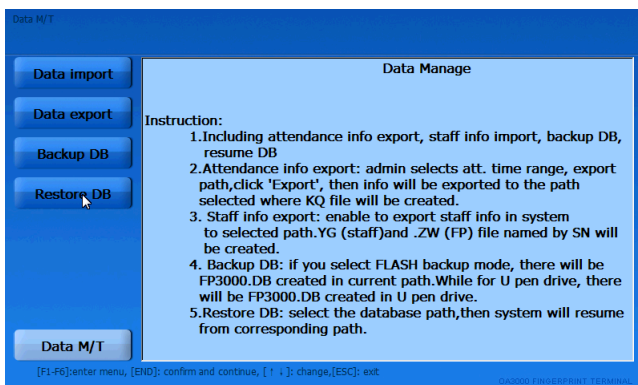 Data M/T
Data import
Data export
Backup DB
Restore DB
Data M/T
Data Manage
Instruction:
1.Including attendance info export, staff info import, backup DB,
resume DB
2.Attendance info export: admin selects att. time range, export
path,click 'Export', then info will be exported to the path
selected where KQ file will be created.
3. Staff info export: enable to export staff info in system
to selected path.YG (staff)and .ZW (FP) file named by SN will
be created.
4. Backup DB: if you select FLASH backup mode, there will be
FP3000.DB created in current path.While for U pen drive, there
will be FP3000.DB created in U pen drive.
5.Restore DB: select the database path,then system will resume
from corresponding path.
[F1-F6]:enter menu, [END]: confirm and continue, [ ↑ ↓ ]: change,[ESC]: exit
OA3000 FINGERPRINT TERMINAL